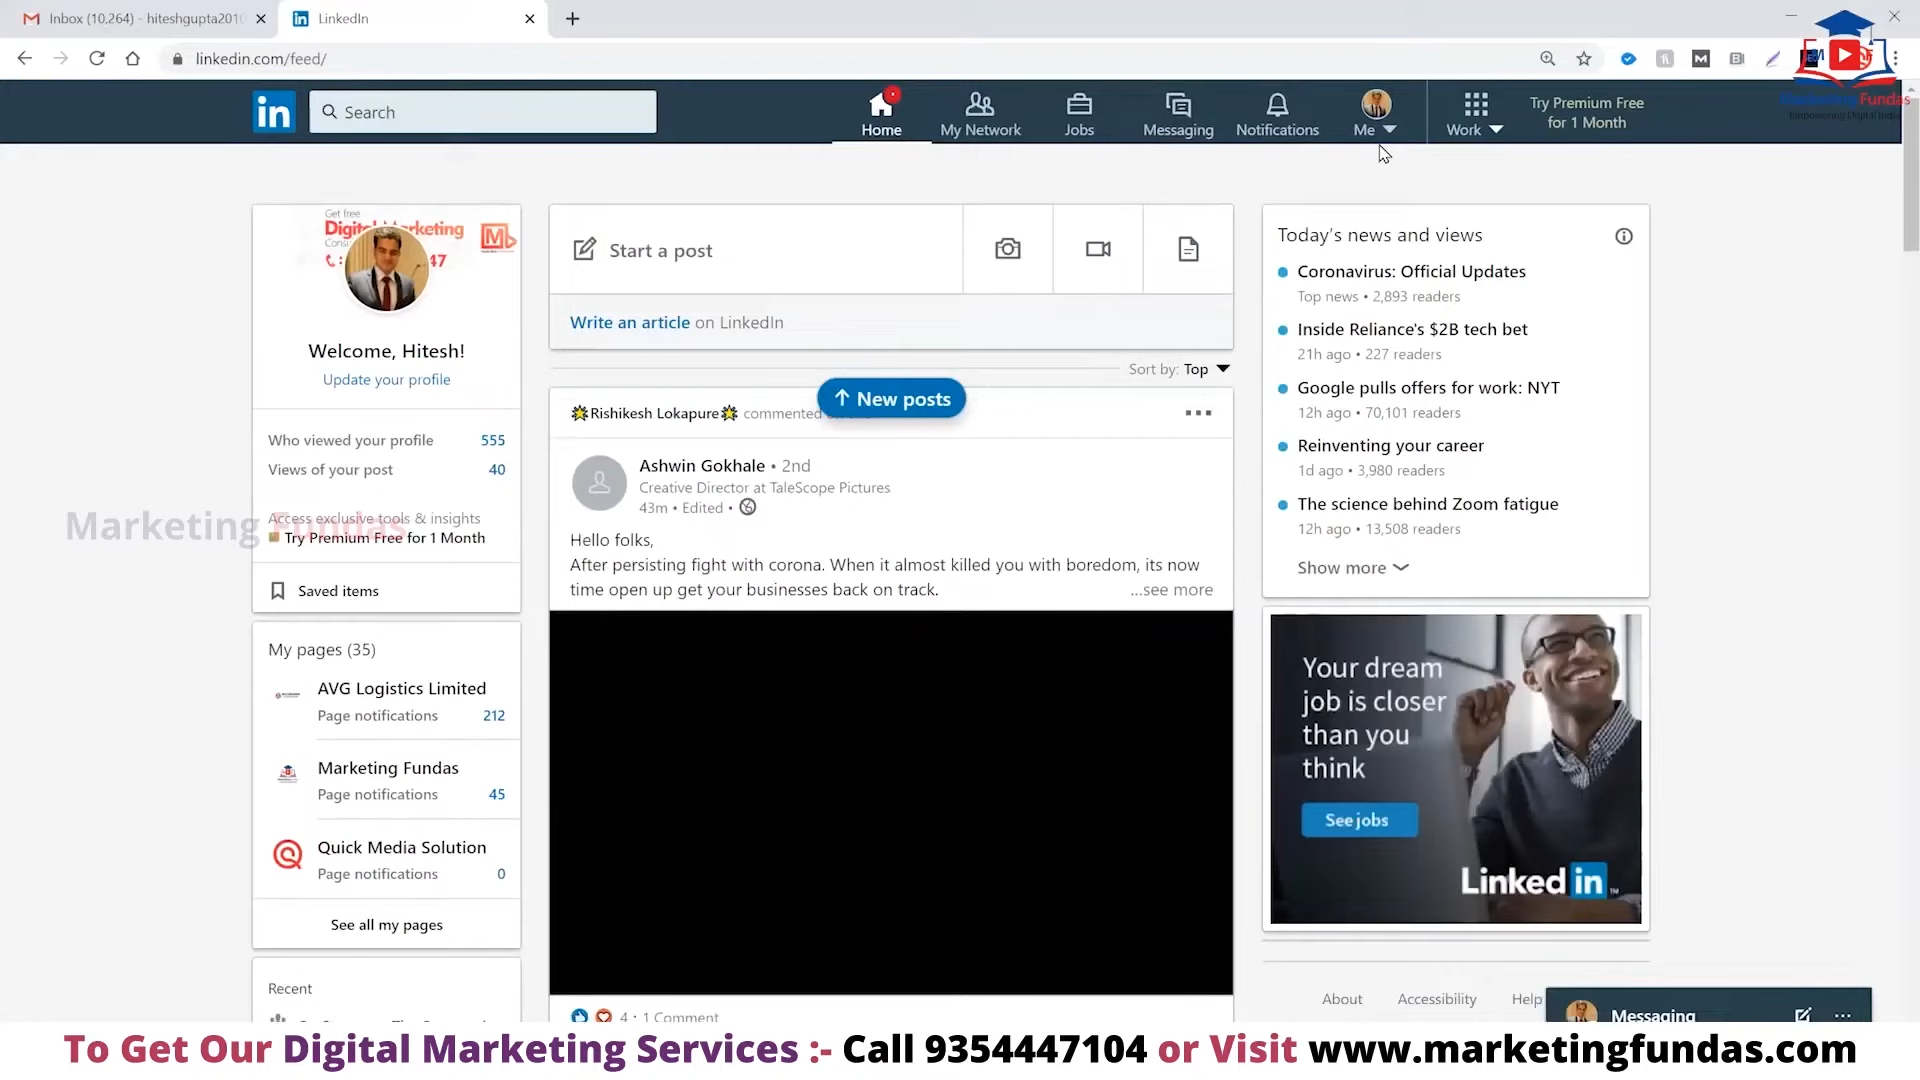 Inbox (10,264) - hiteshgupta2010
LinkedIn
linkedin.com/feed/
in
Search
Home
My Network
Jobs
Messaging
Notifications
Me
Work
Try Premium Free
for 1 Month
Get free
Digital Marketing
47
Welcome, Hitesh!
Update your profile
Who viewed your profile 555
Views of your post 40
Access exclusive tools & insights
Try Premium Free for 1 Month
Marketing Fundas
Saved items
My pages (35)
AVG Logistics Limited
Page notifications 212
Marketing Fundas
Page notifications 45
Quick Media Solution
Page notifications 0
See all my pages
Recent
Start a post
Write an article on LinkedIn
Sort by: Top
New posts
Rishikesh Lokapure commented
Ashwin Gokhale • 2nd
Creative Director at TaleScope Pictures
43m • Edited •
Hello folks,
After persisting fight with corona. When it almost killed you with boredom, its now
time open up get your businesses back on track. ...see more
4 · 1 Comment
Today's news and views
Coronavirus: Official Updates
Top news • 2,893 readers
Inside Reliance's $2B tech bet
21h ago • 227 readers
Google pulls offers for work: NYT
12h ago • 70,101 readers
Reinventing your career
1d ago • 3,980 readers
The science behind Zoom fatigue
12h ago • 13,508 readers
Show more
Your dream
job is closer
than you
think
See jobs
Linked in
About Accessibility Help
Messaging
To Get Our Digital Marketing Services :- Call 9354447104 or Visit www.marketingfundas.com